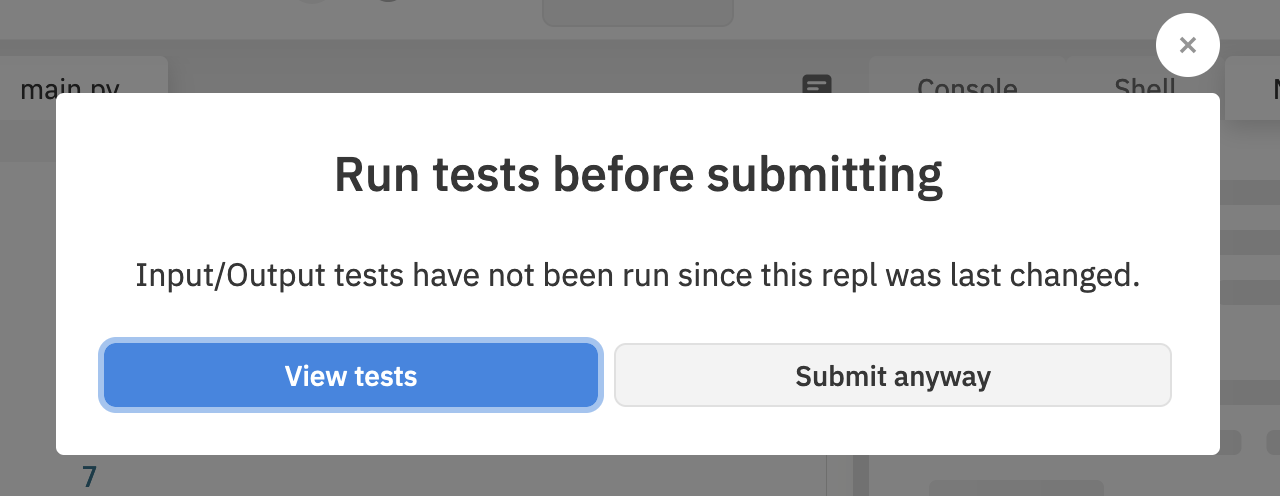 main.py
Console
Shell
Run tests before submitting
Input/Output tests have not been run since this repl was last changed.
View tests
Submit anyway
7